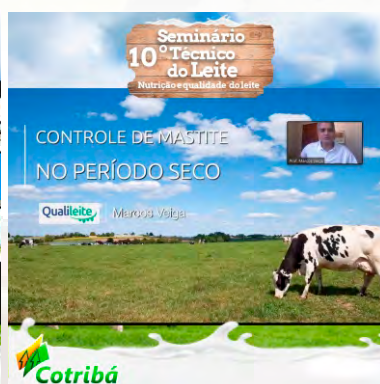 Seminário
10º Técnico
do Leite
Nutrição e qualidade do leite
CONTROLE DE MASTITE
NO PERÍODO SECO
Qualileite
Marcos Veiga
Cotribá